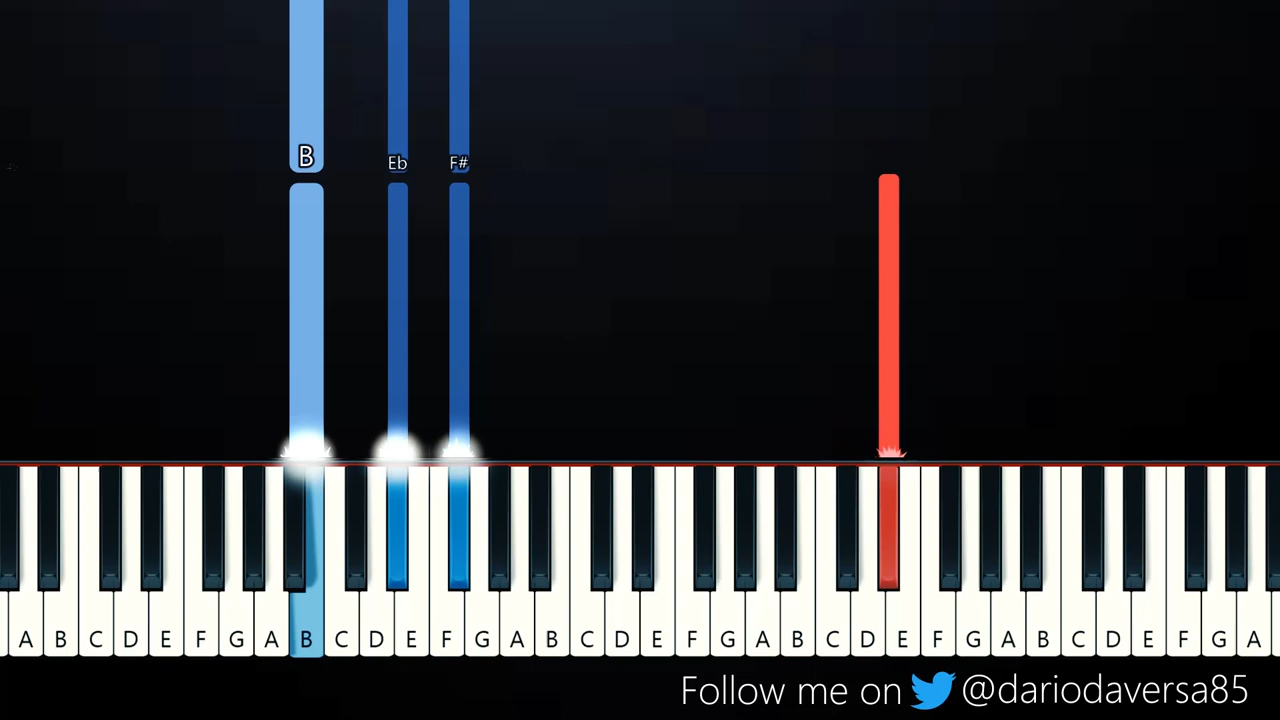 B Eb F#
A B C D E F G A B C D E F G A B C D E F G A B C D E F G A B C D E F G A
Follow me on @dariodaversa85